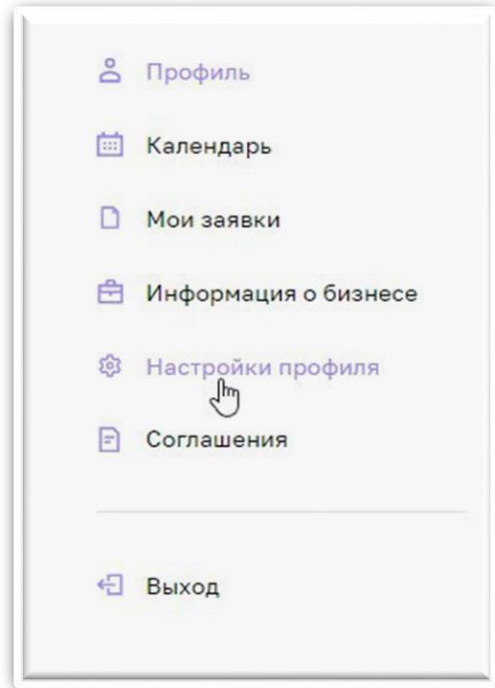 Профиль
Календарь
Мои заявки
Информация о бизнесе
Настройки профиля
Соглашения
Выход